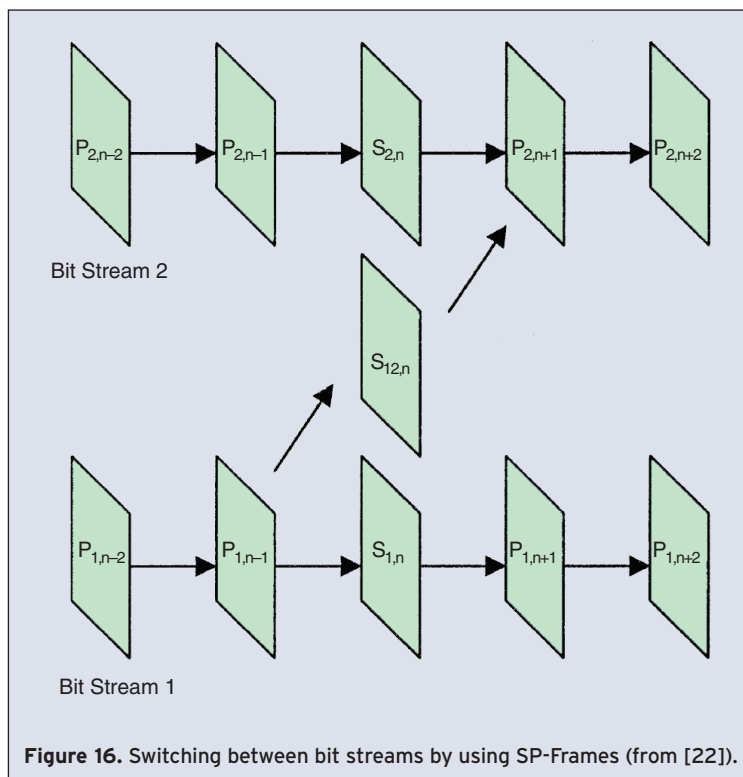 P2,n–2 P2,n–1 S2,n P2,n+1 P2,n+2
Bit Stream 2
S12,n
P1,n–2 P1,n–1 S1,n P1,n+1 P1,n+2
Bit Stream 1
Figure 16. Switching between bit streams by using SP-Frames (from [22]).